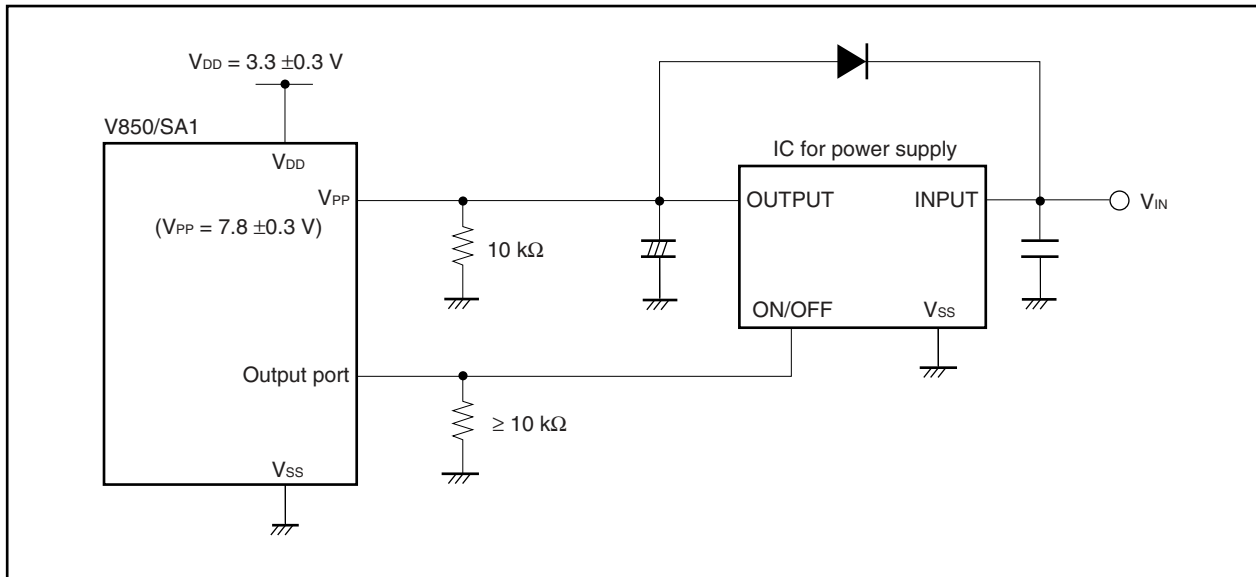 VDD = 3.3 ±0.3 V
V850/SA1
VDD
VPP
(VPP = 7.8 ±0.3 V)
10 kΩ
IC for power supply
OUTPUT
INPUT
VIN
ON/OFF
VSS
Output port
≥ 10 kΩ
VSS